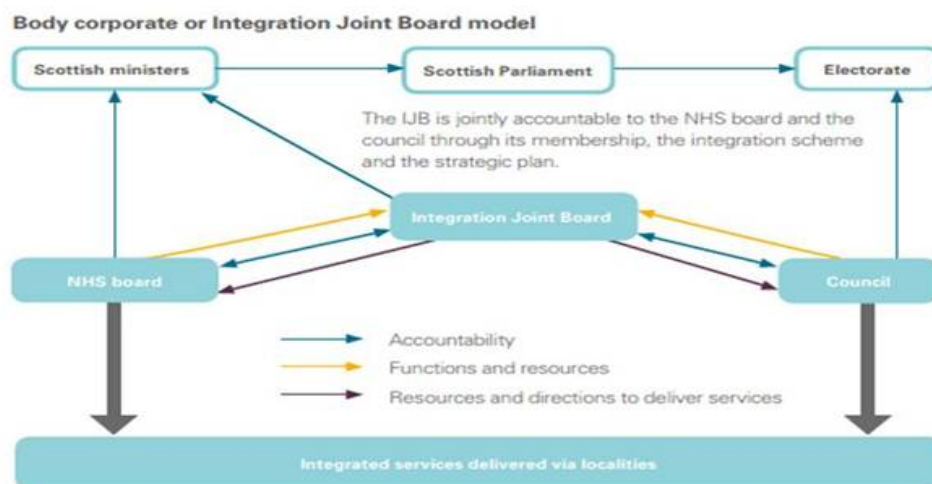 Body corporate or Integration Joint Board model
Scottish ministers
Scottish Parliament
Electorate
The IJB is jointly accountable to the NHS board and the
council through its membership, the integration scheme
and the strategic plan.
Integration Joint Board
NHS board
Council
Accountability
Functions and resources
Resources and directions to deliver services
Integrated services delivered via localities